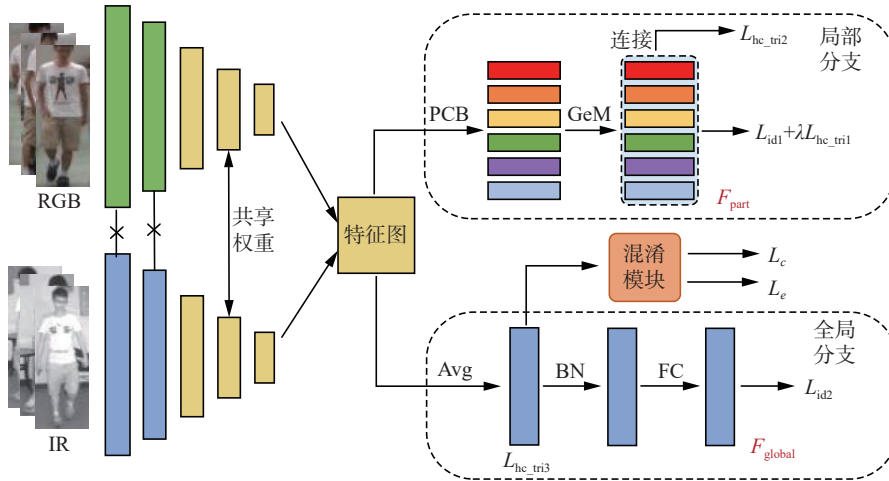 RGB
IR
共享
权重
特征图
PCB
GeM
连接
L_hc_tri2
局部
分支
L_id1+λL_hc_tri1
F_part
混淆
模块
L_c
L_e
全局
分支
Avg
BN
FC
L_id2
L_hc_tri3
F_global